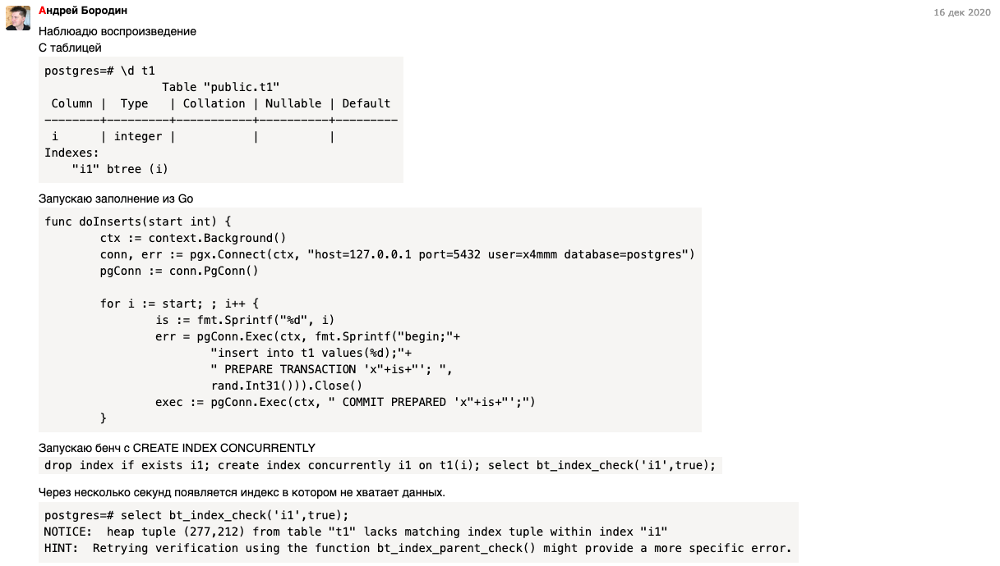 Андрей Бородин
16 дек 2020
Наблюадю воспроизведение
С таблицей
postgres=# \d t1
                 Table "public.t1"
 Column |  Type   | Collation | Nullable | Default
--------+---------+-----------+----------+---------
 i      | integer |           |          |
Indexes:
    "i1" btree (i)
Запускаю заполнение из Go
func doInserts(start int) {
        ctx := context.Background()
        conn, err := pgx.Connect(ctx, "host=127.0.0.1 port=5432 user=x4mmm database=postgres")
        pgConn := conn.PgConn()
        for i := start; ; i++ {
                is := fmt.Sprintf("%d", i)
                err = pgConn.Exec(ctx, fmt.Sprintf("begin;"+
                        "insert into t1 values(%d);"+
                        " PREPARE TRANSACTION 'x"+is+"'; ",
                        rand.Int31())).Close()
                exec := pgConn.Exec(ctx, " COMMIT PREPARED 'x"+is+"';")
        }
Запускаю бенч с CREATE INDEX CONCURRENTLY
drop index if exists i1; create index concurrently i1 on t1(i); select bt_index_check('i1',true);
Через несколько секунд появляется индекс в котором не хватает данных.
postgres=# select bt_index_check('i1',true);
NOTICE:  heap tuple (277,212) from table "t1" lacks matching index tuple within index "i1"
HINT:  Retrying verification using the function bt_index_parent_check() might provide a more specific error.